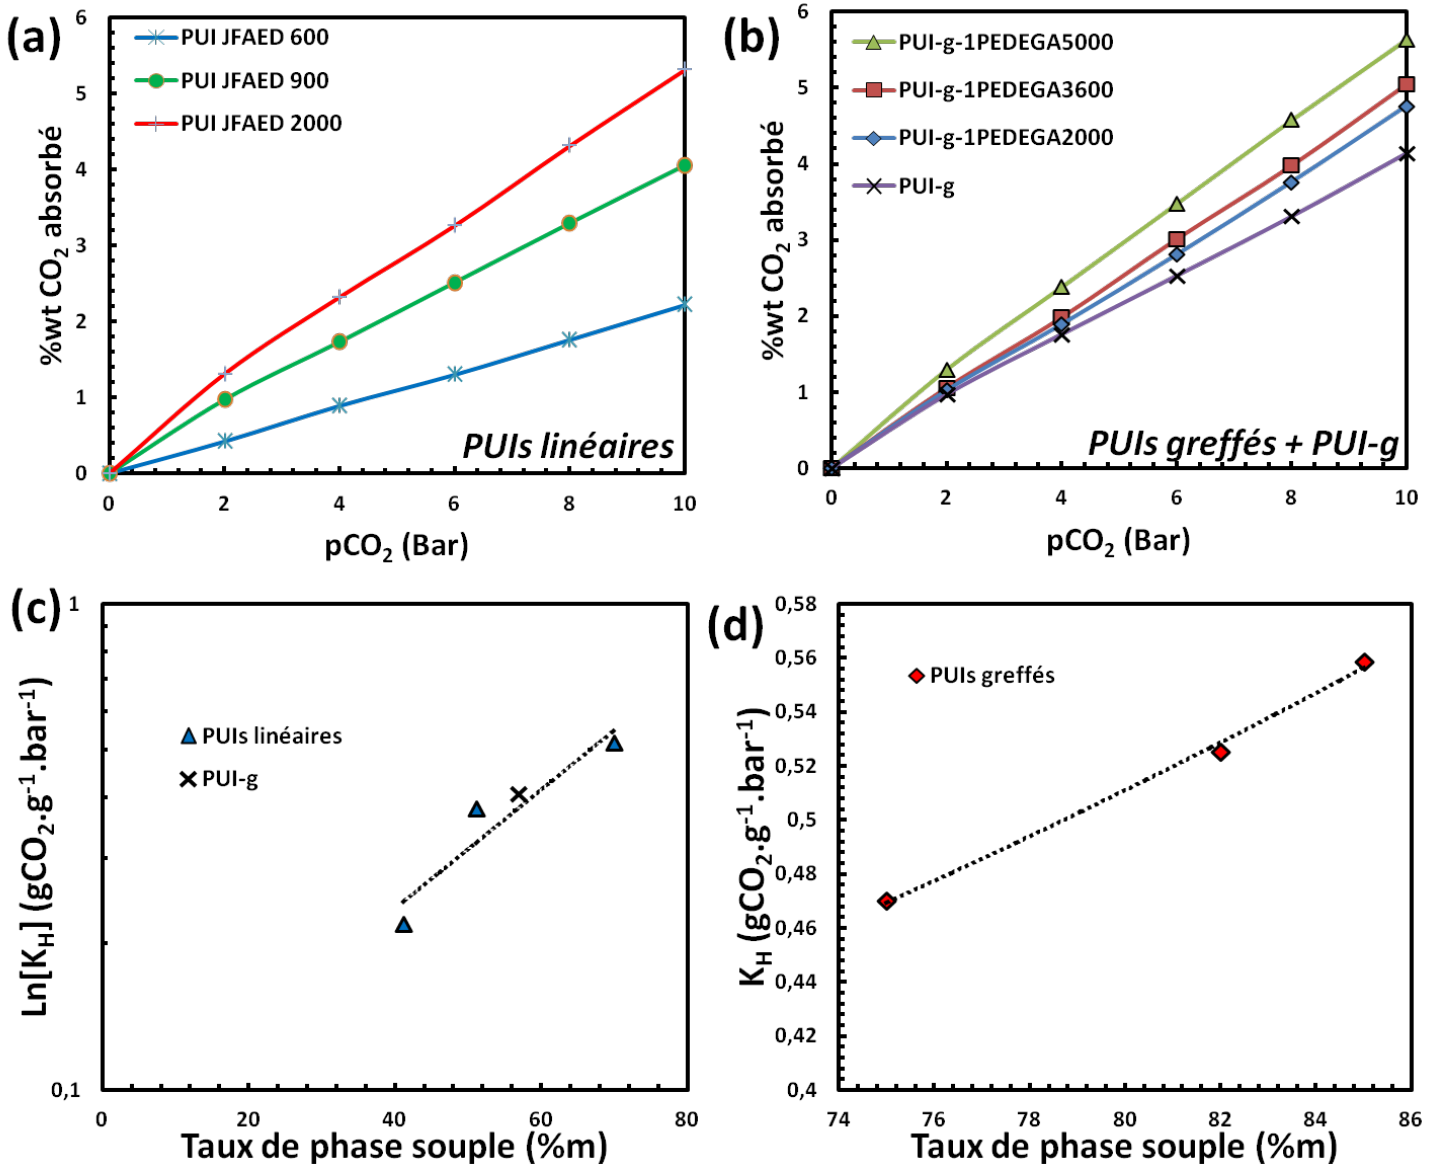 (a)
PUI JFAED 600
PUI JFAED 900
PUI JFAED 2000
%wt CO₂ absorbé
6
5
4
3
2
1
0
0 2 4 6 8 10
PUIs linéaires
pCO₂ (Bar)
(b)
PUI-g-1PEDEGA5000
PUI-g-1PEDEGA3600
PUI-g-1PEDEGA2000
PUI-g
%wt CO₂ absorbé
6
5
4
3
2
1
0
0 2 4 6 8 10
PUIs greffés + PUI-g
pCO₂ (Bar)
(c)
PUIs linéaires
PUI-g
Ln[K_H] (gCO₂.g⁻¹.bar⁻¹)
1
0,1
0 20 40 60 80
Taux de phase souple (%m)
(d)
PUIs greffés
K_H (gCO₂.g⁻¹.bar⁻¹)
0,58
0,56
0,54
0,52
0,5
0,48
0,46
0,44
0,42
0,4
74 76 78 80 82 84 86
Taux de phase souple (%m)